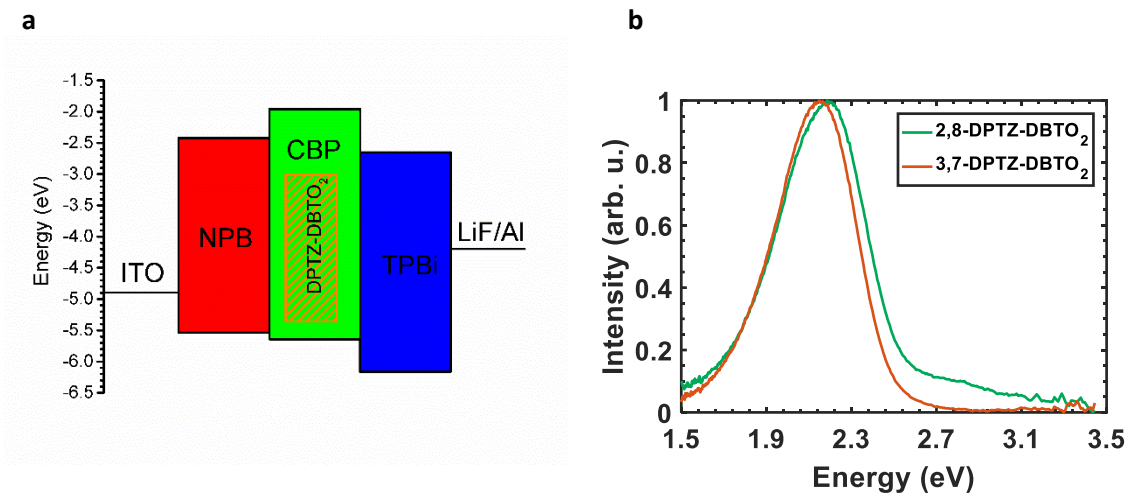 a
b
-1.5
-2.0
-2.5
-3.0
-3.5
-4.0
-4.5
-5.0
-5.5
-6.0
-6.5
Energy (eV)
ITO
NPB
CBP
DPTZ-DBTO₂
TPBi
LiF/Al
1
0.8
0.6
0.4
0.2
0
Intensity (arb. u.)
2,8-DPTZ-DBTO₂
3,7-DPTZ-DBTO₂
1.5 1.9 2.3 2.7 3.1 3.5
Energy (eV)